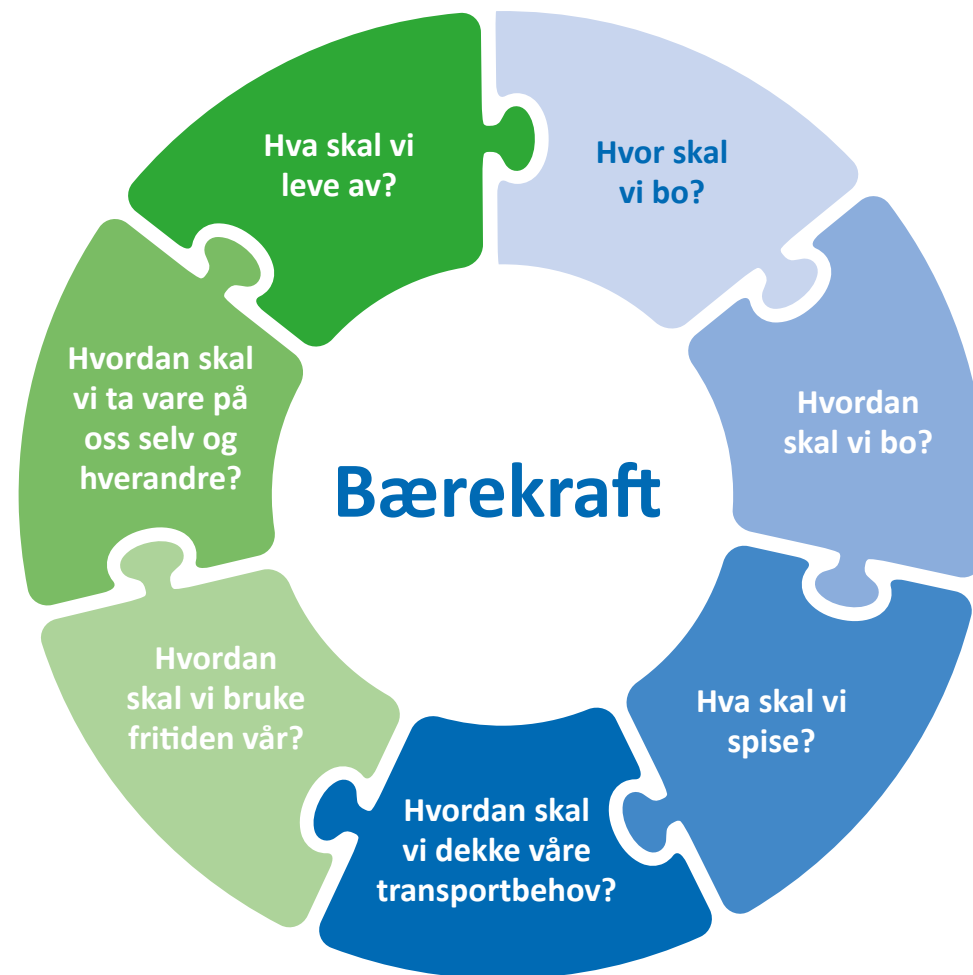 Hva skal vi
leve av?
Hvor skal
vi bo?
Hvordan
skal vi bo?
Hva skal vi
spise?
Hvordan skal
vi dekke våre
transportbehov?
Hvordan
skal vi bruke
fritiden vår?
Hvordan skal
vi ta vare på
oss selv og
hverandre?
Bærekraft